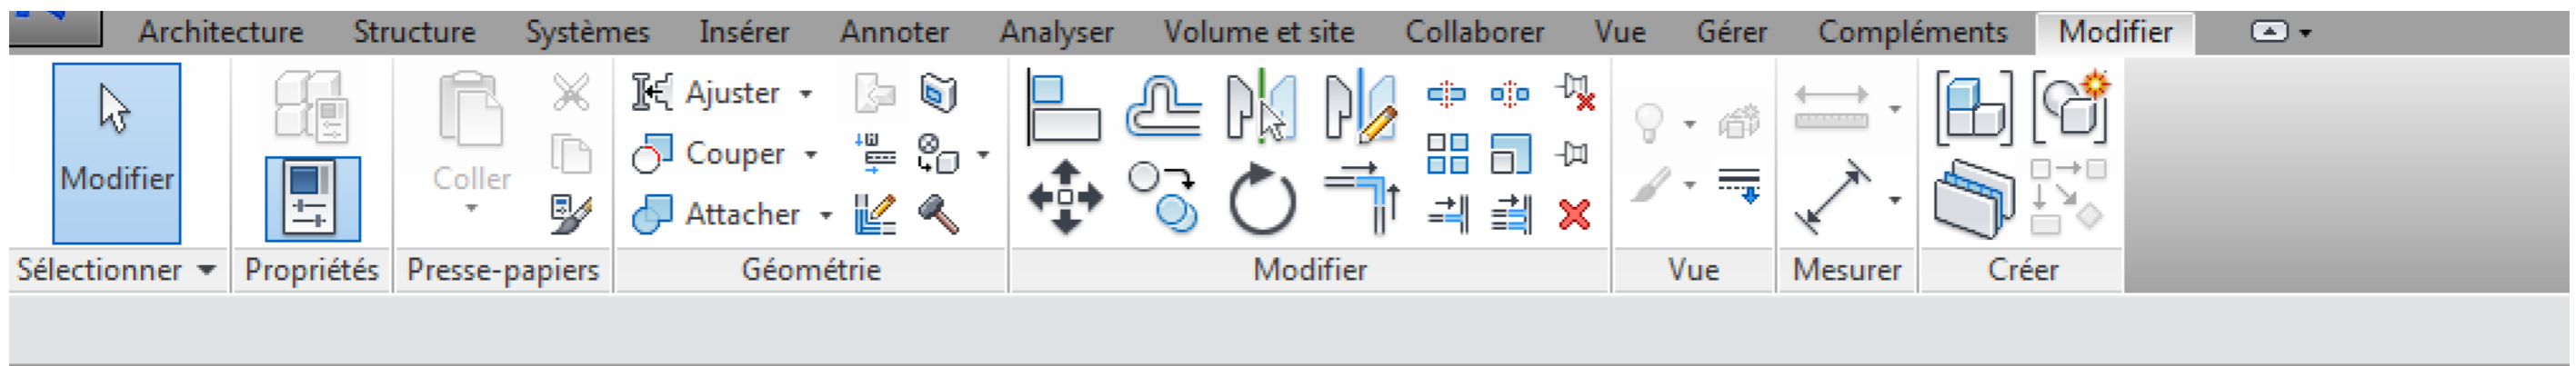 Architecture Structure Systèmes Insérer Annoter Analyser Volume et site Collaborer Vue Gérer Compléments Modifier
Ajuster
Couper
Modifier Coller
Attacher
Sélectionner Propriétés Presse-papiers Géométrie Modifier Vue Mesurer Créer